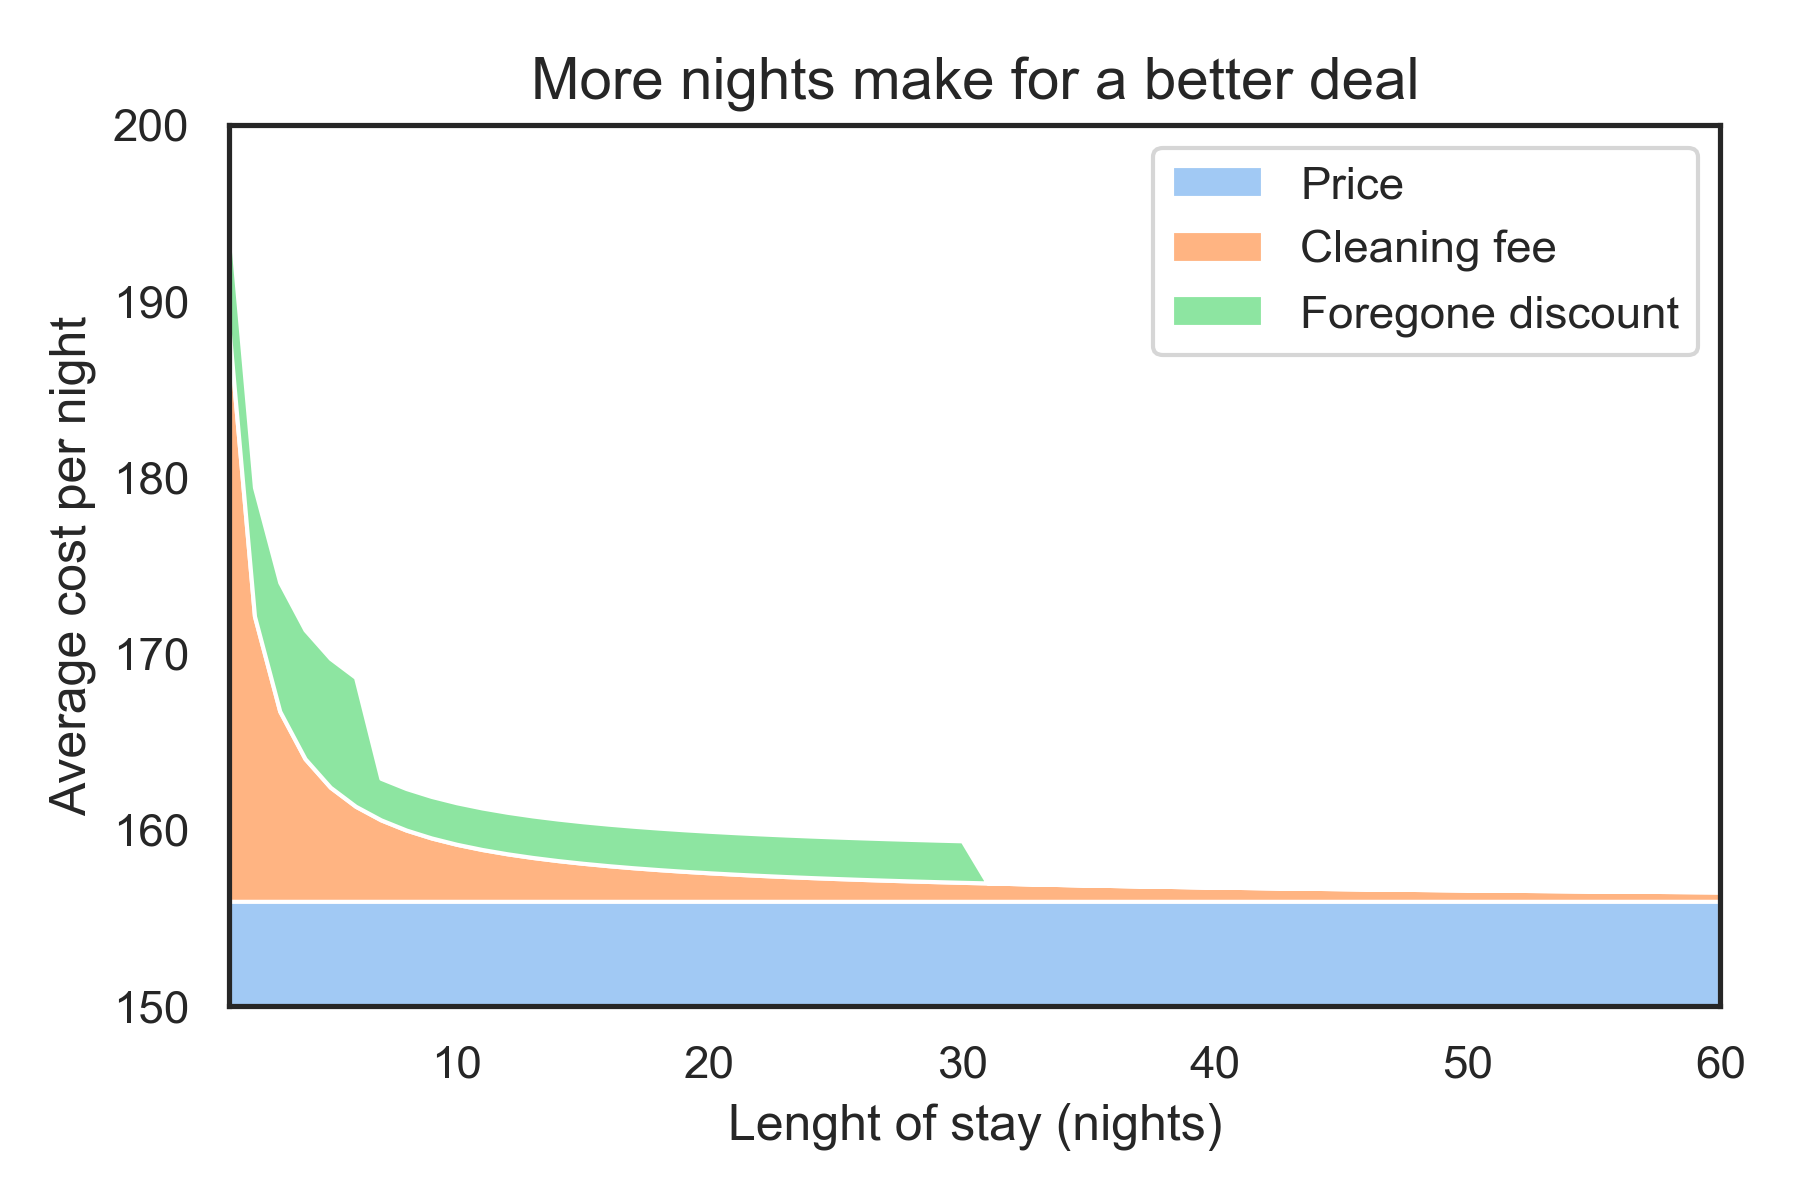 More nights make for a better deal
200
190
180
170
160
150
Average cost per night
Price
Cleaning fee
Foregone discount
10 20 30 40 50 60
Lenght of stay (nights)